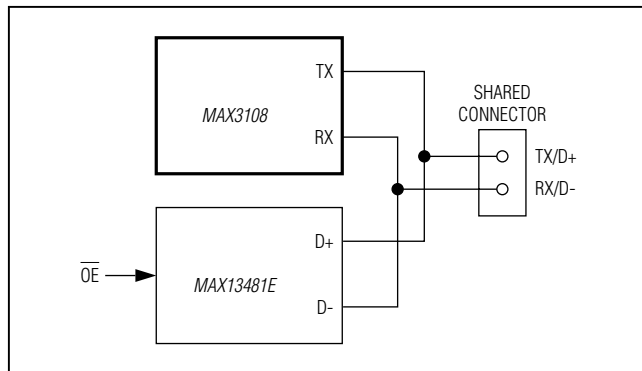 TX
MAX3108
RX
SHARED
CONNECTOR
TX/D+
RX/D-
D+
OE
MAX13481E
D-